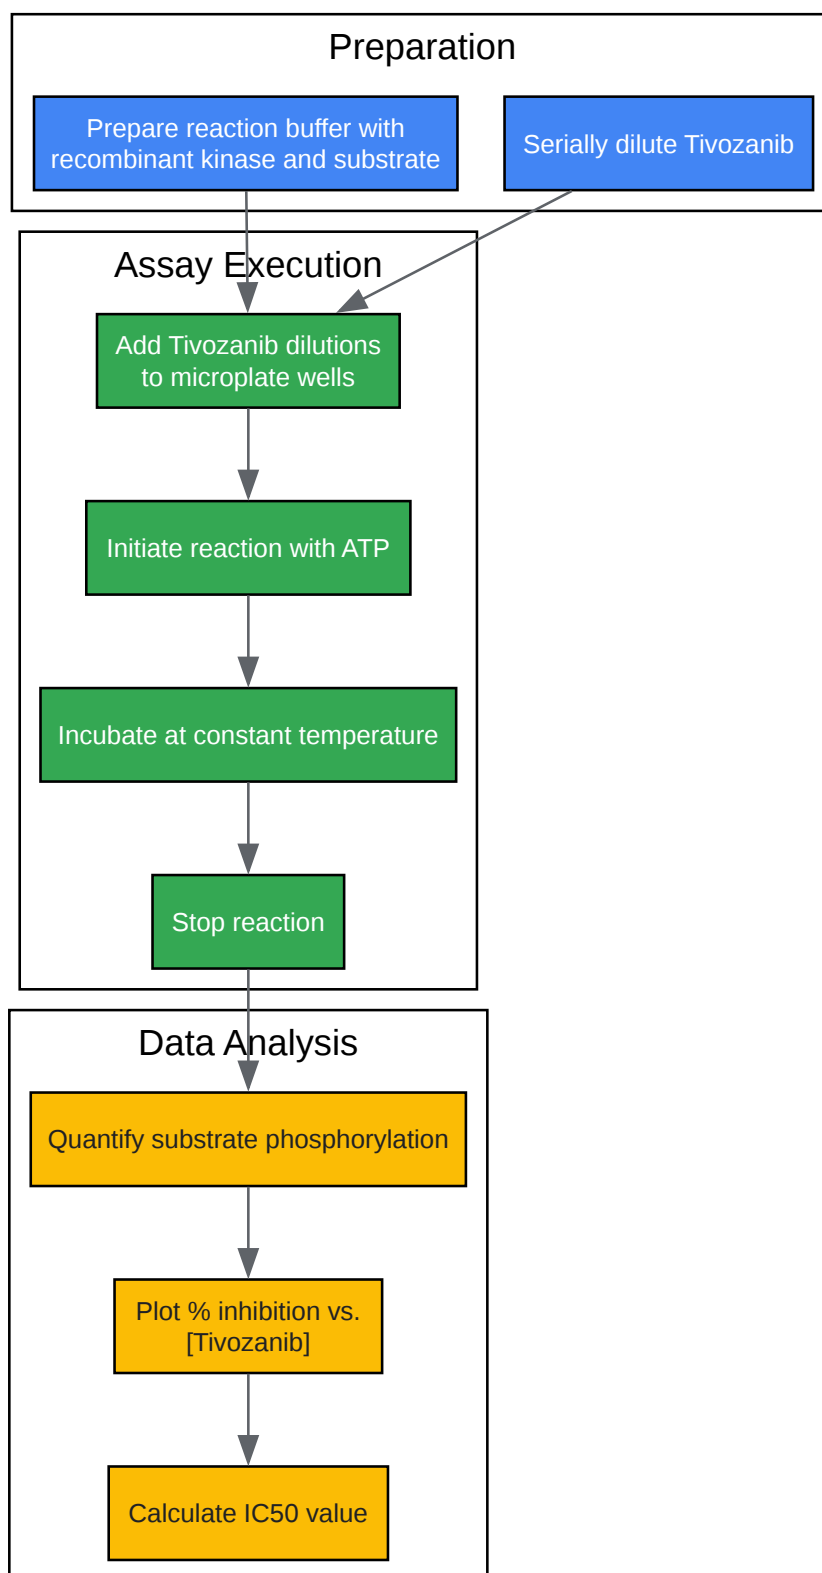 Preparation
Prepare reaction buffer with
recombinant kinase and substrate
Serially dilute Tivozanib
Assay Execution
Add Tivozanib dilutions
to microplate wells
Initiate reaction with ATP
Incubate at constant temperature
Stop reaction
Data Analysis
Quantify substrate phosphorylation
Plot % inhibition vs.
[Tivozanib]
Calculate IC50 value